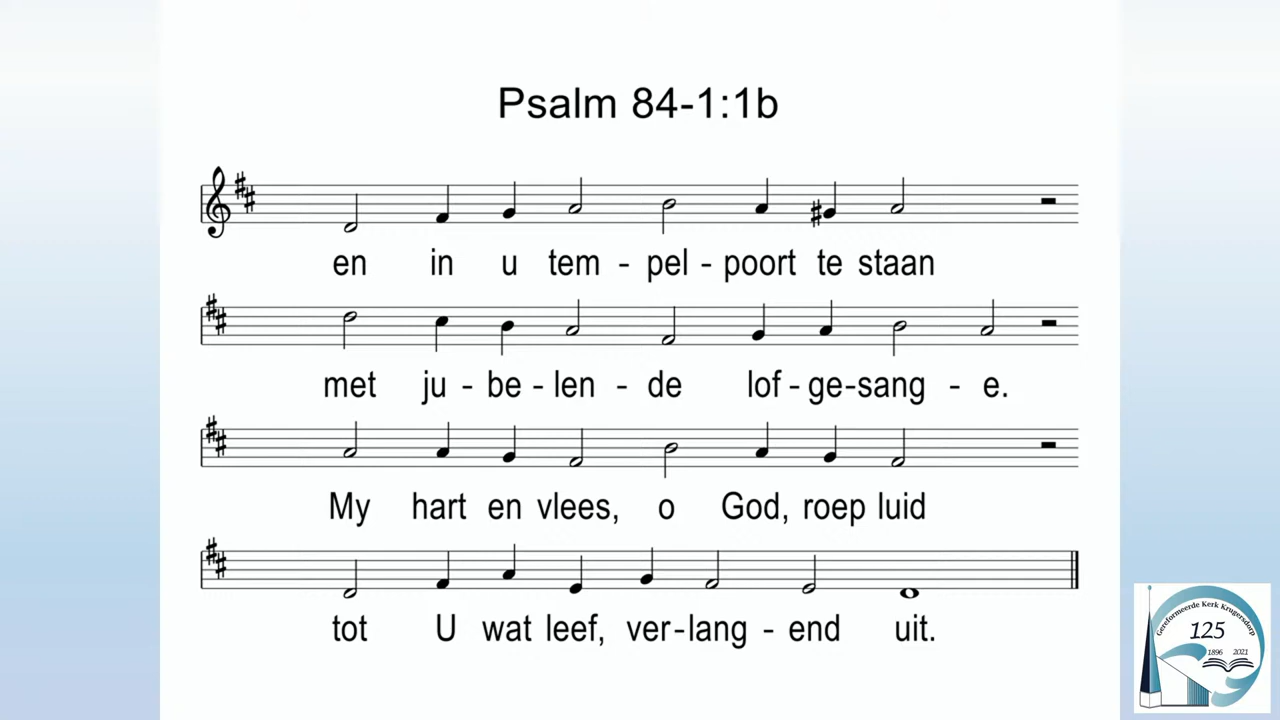 Psalm 84-1:1b
en in u tem - pel - poort te staan
met ju - be - len - de lof - ge - sang - e.
My hart en vlees, o God, roep luid
tot U wat leef, ver - lang - end uit.
Gereformeerde Kerk Krugersdorp
125
1896 2021